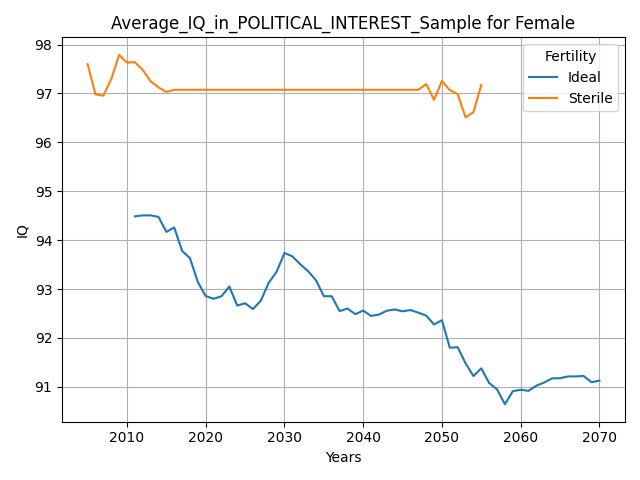 Average_IQ_in_POLITICAL_INTEREST_Sample for Female
98
97
96
95
94
93
92
91
IQ
Fertility
Ideal
Sterile
2010 2020 2030 2040 2050 2060 2070
Years